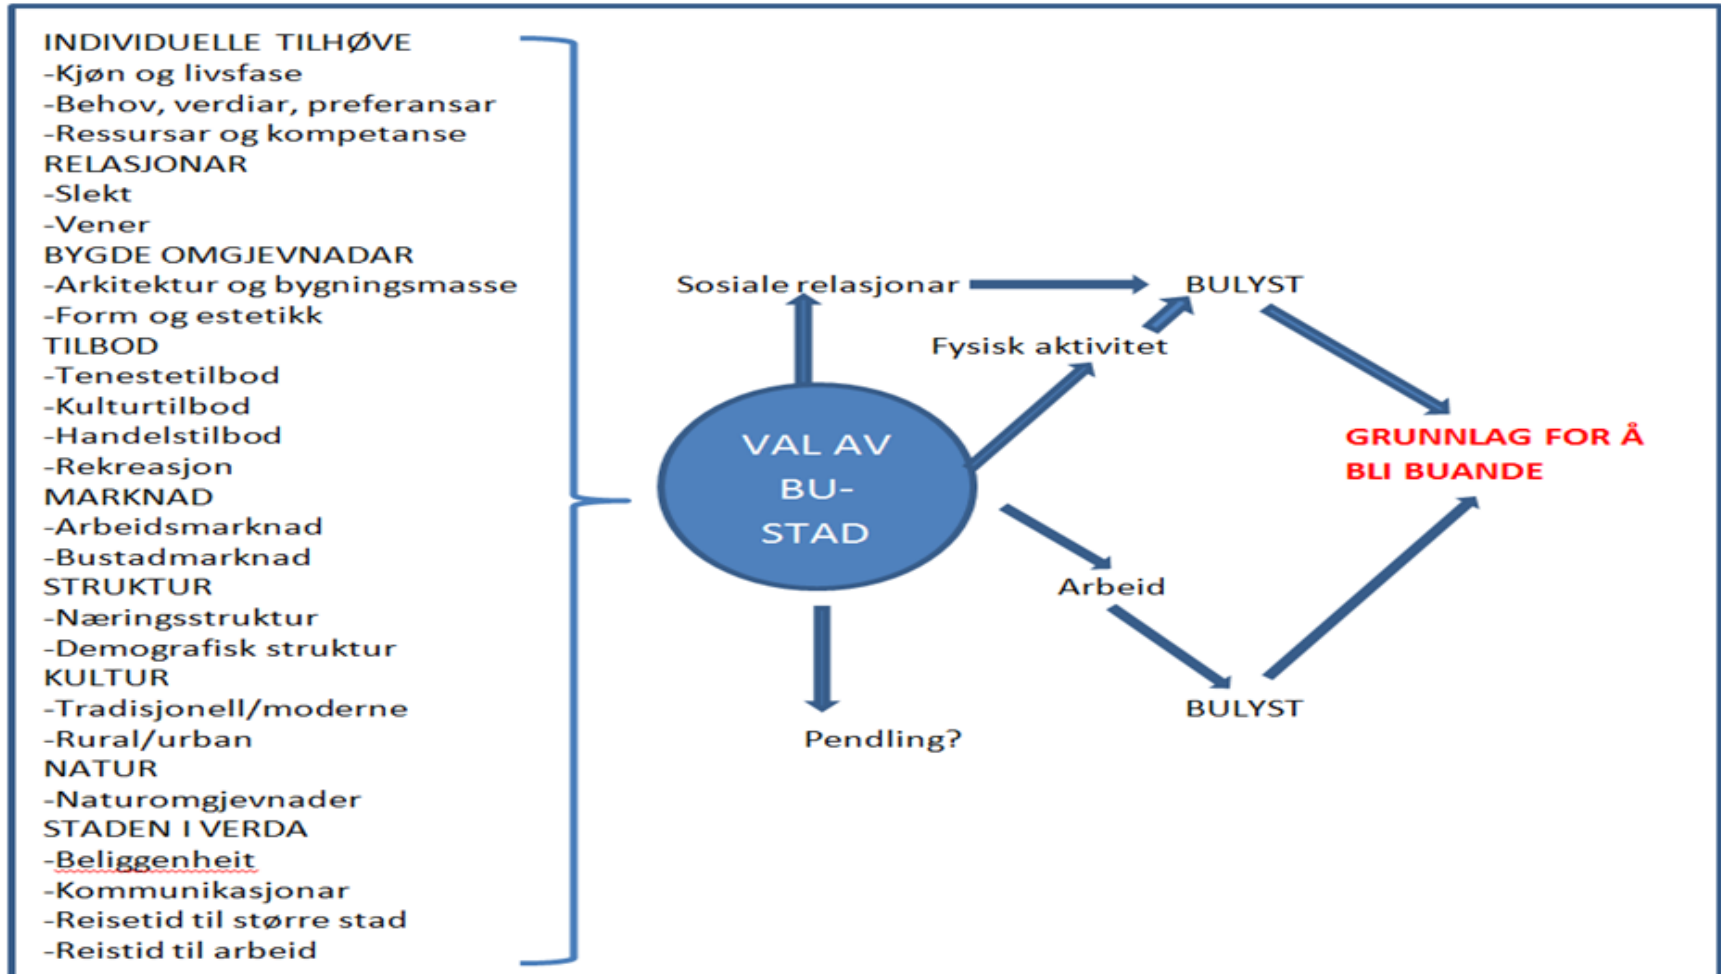 INDIVIDUELLE TILHØVE
-Kjøn og livsfase
-Behov, verdiar, preferansar
-Ressursar og kompetanse
RELASJONAR
-Slekt
-Vener
BYGDE OMGJEVNADAR
-Arkitektur og bygningsmasse
-Form og estetikk
TILBOD
-Tenestetilbod
-Kulturtilbod
-Handelstilbod
-Rekreasjon
MARKNAD
-Arbeidsmarknad
-Bustadmarknad
STRUKTUR
-Næringsstruktur
-Demografisk struktur
KULTUR
-Tradisjonell/moderne
-Rural/urban
NATUR
-Naturomgjevnader
STADEN I VERDA
-Beliggenheit
-Kommunikasjonar
-Reisetid til større stad
-Reistid til arbeid
Sosiale relasjonar
BULYST
Fysisk aktivitet
VAL AV
BU-
STAD
GRUNNLAG FOR Å
BLI BUANDE
Arbeid
BULYST
Pendling?